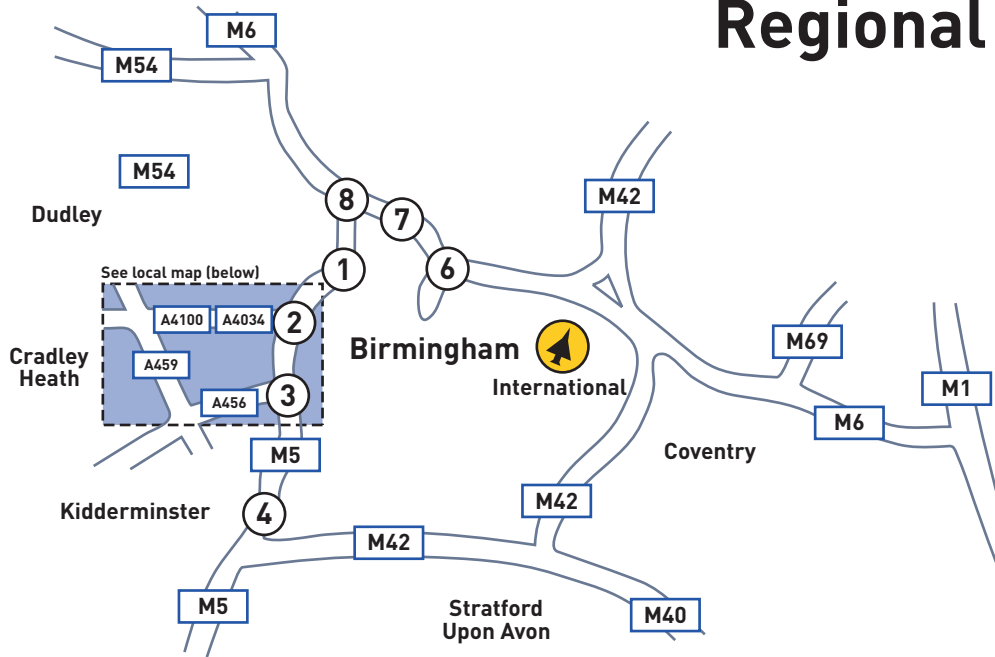 Regional
M6
M54
M54
Dudley
8
7
M42
See local map (below)
1
6
A4100
A4034
2
Birmingham
International
M69
Cradley
Heath
A459
A456
3
M1
M6
M5
Coventry
Kidderminster
4
M42
M42
M5
Stratford
Upon Avon
M40